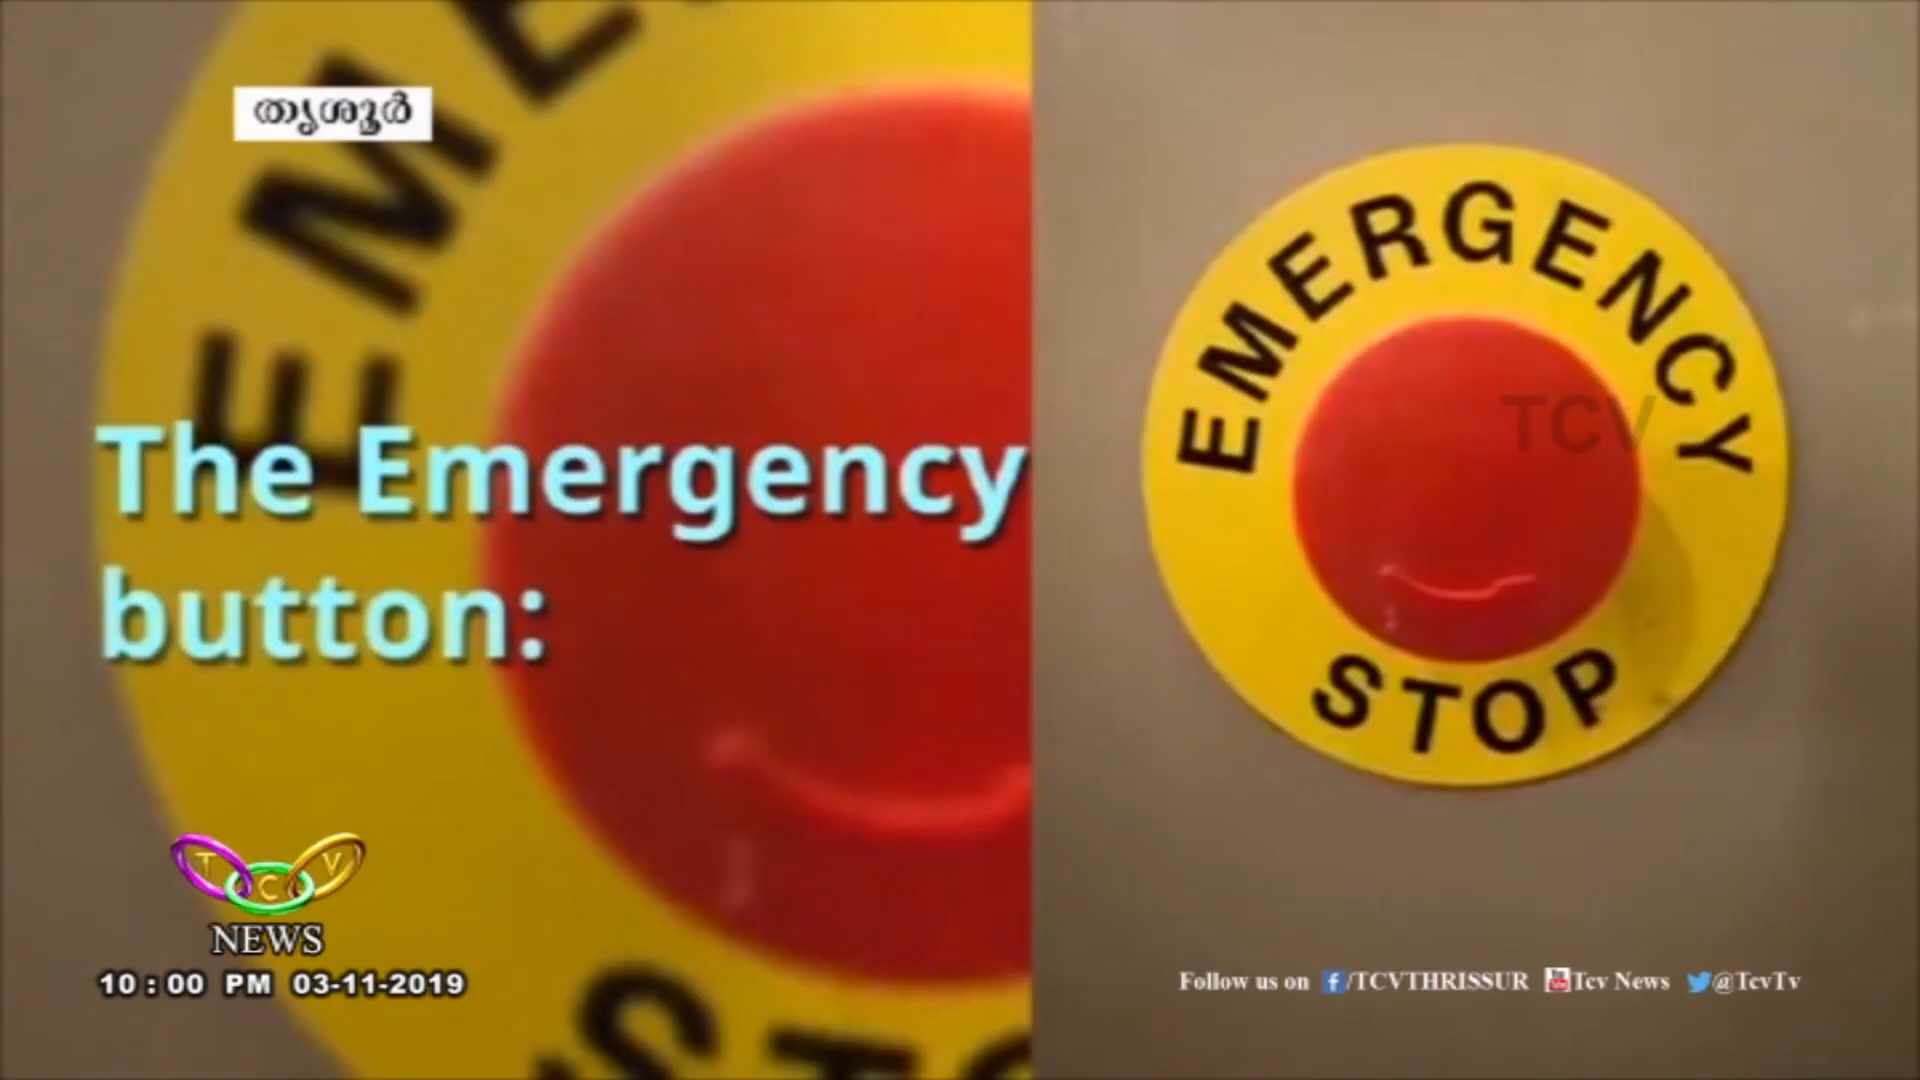 തൃശൂർ
The Emergency
button:
EMERGENCY
STOP
TCV
T C V
NEWS
10 : 00 PM 03-11-2019
Follow us on /TCVTHRISSUR Tcv News @TcvTv